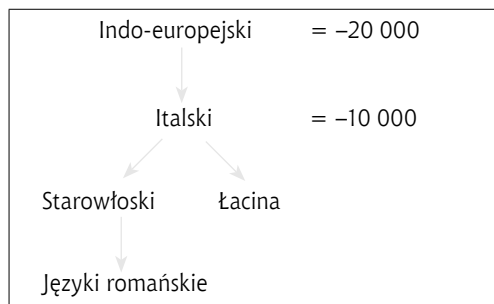 Indo-europejski = –20 000
Italski = –10 000
Starowłoski Łacina
Języki romańskie